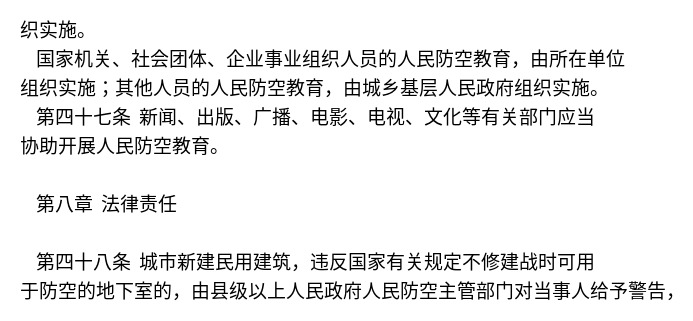 织实施。
国家机关、社会团体、企业事业组织人员的人民防空教育，由所在单位
组织实施；其他人员的人民防空教育，由城乡基层人民政府组织实施。
第四十七条 新闻、出版、广播、电影、电视、文化等有关部门应当
协助开展人民防空教育。
第八章 法律责任
第四十八条 城市新建民用建筑，违反国家有关规定不修建战时可用
于防空的地下室的，由县级以上人民政府人民防空主管部门对当事人给予警告，